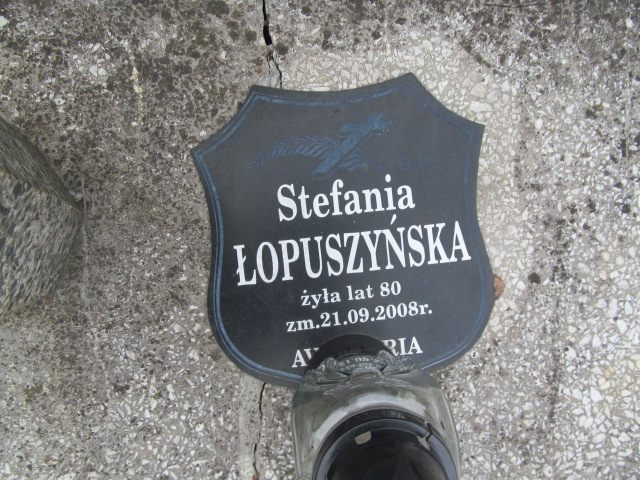 Stefania
ŁOPUSZYŃSKA
żyła lat 80
zm.21.09.2008r.